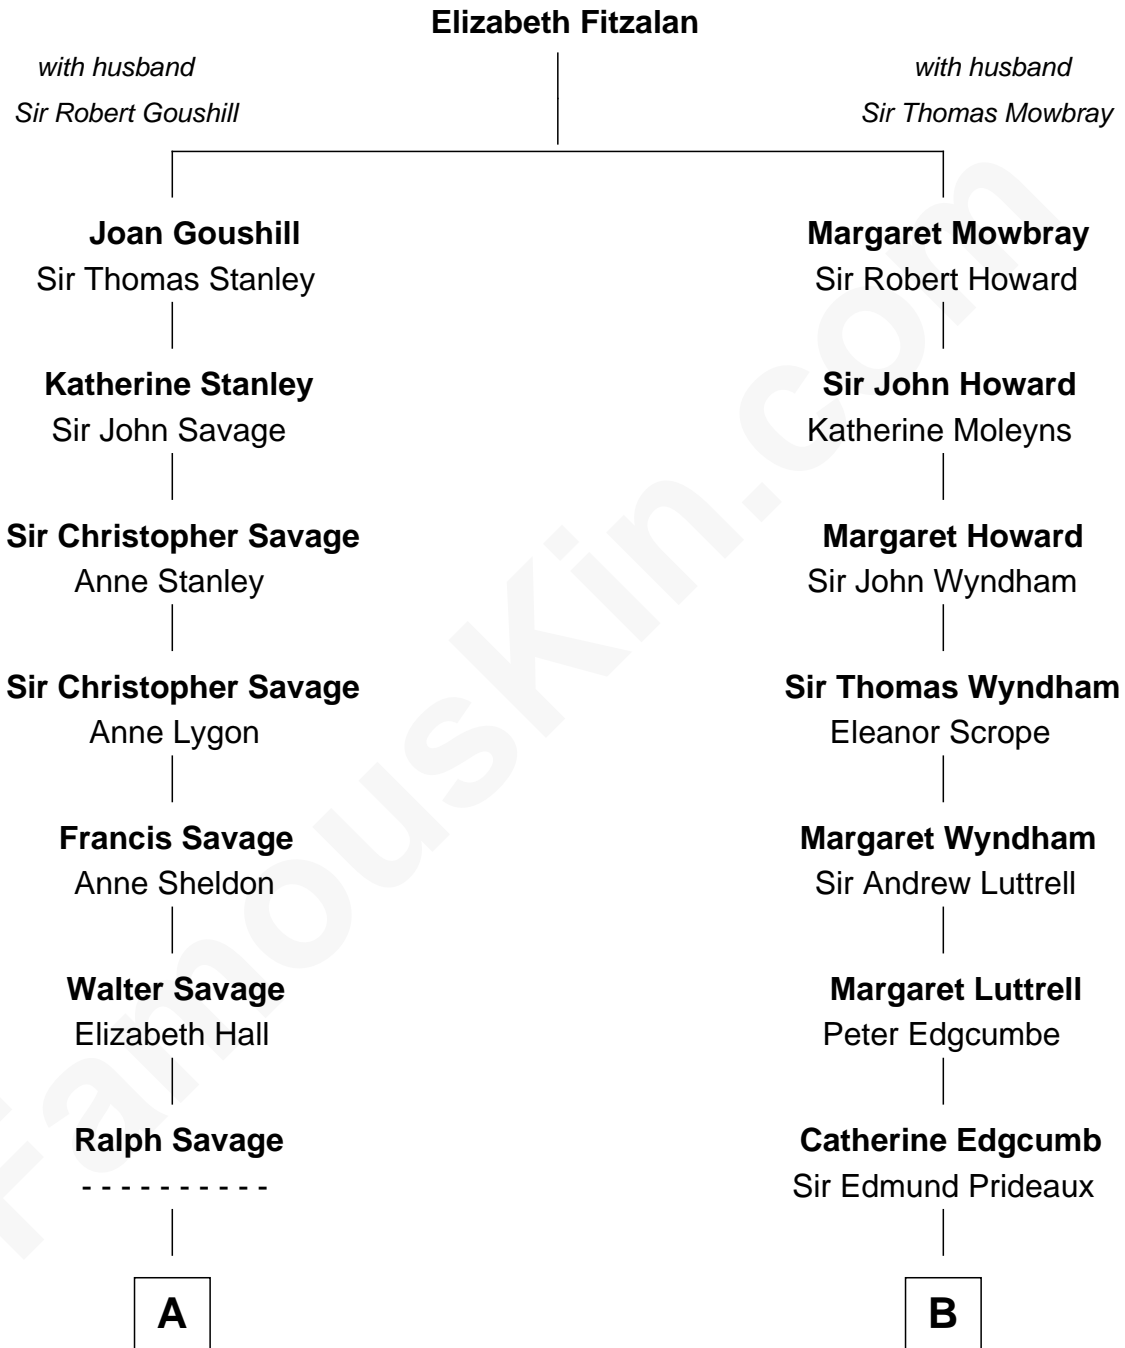 Elizabeth Fitzalan
with husband
Sir Robert Goushill
with husband
Sir Thomas Mowbray
Joan Goushill
Sir Thomas Stanley
Margaret Mowbray
Sir Robert Howard
Katherine Stanley
Sir John Savage
Sir John Howard
Katherine Moleyns
Sir Christopher Savage
Anne Stanley
Margaret Howard
Sir John Wyndham
Sir Christopher Savage
Anne Lygon
Sir Thomas Wyndham
Eleanor Scrope
Francis Savage
Anne Sheldon
Margaret Wyndham
Sir Andrew Luttrell
Walter Savage
Elizabeth Hall
Margaret Luttrell
Peter Edgcumbe
Ralph Savage
- - - - - - - - - -
Catherine Edgcumb
Sir Edmund Prideaux
A
B
FamousKin.com